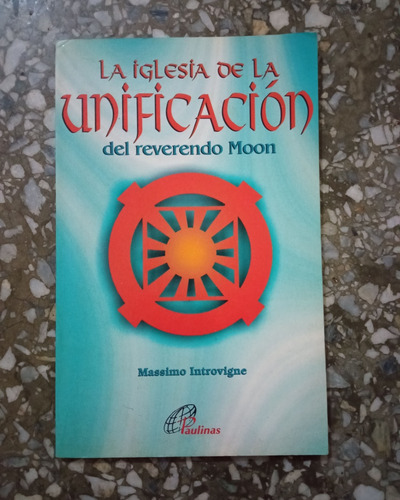 La iglesia de la
unificación
del reverendo Moon
Massimo Introvigne
Paulinas